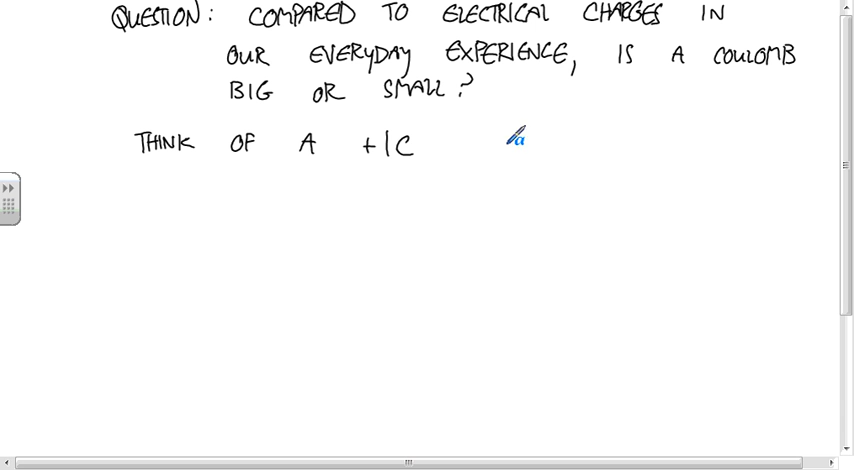 QUESTION: COMPARED TO ELECTRICAL CHARGES IN
OUR EVERYDAY EXPERIENCE, IS A COULOMB
BIG OR SMALL?
THINK OF A +1C